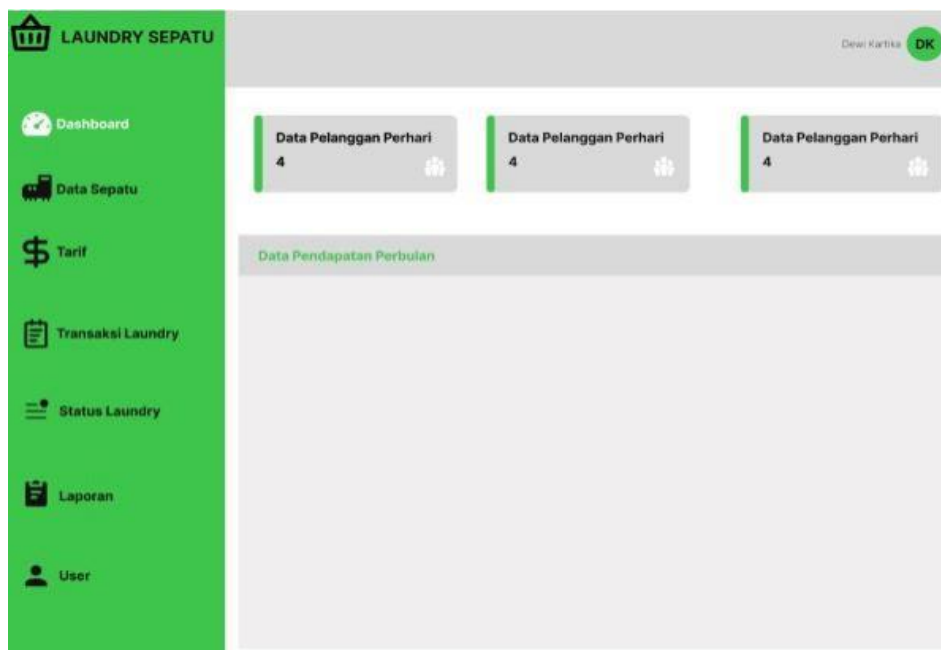 LAUNDRY SEPATU
Dewi Kartika
DK
Dashboard
Data Sepatu
Tarif
Transaksi Laundry
Status Laundry
Laporan
User
Data Pelanggan Perhari
4
Data Pelanggan Perhari
4
Data Pelanggan Perhari
4
Data Pendapatan Perbulan